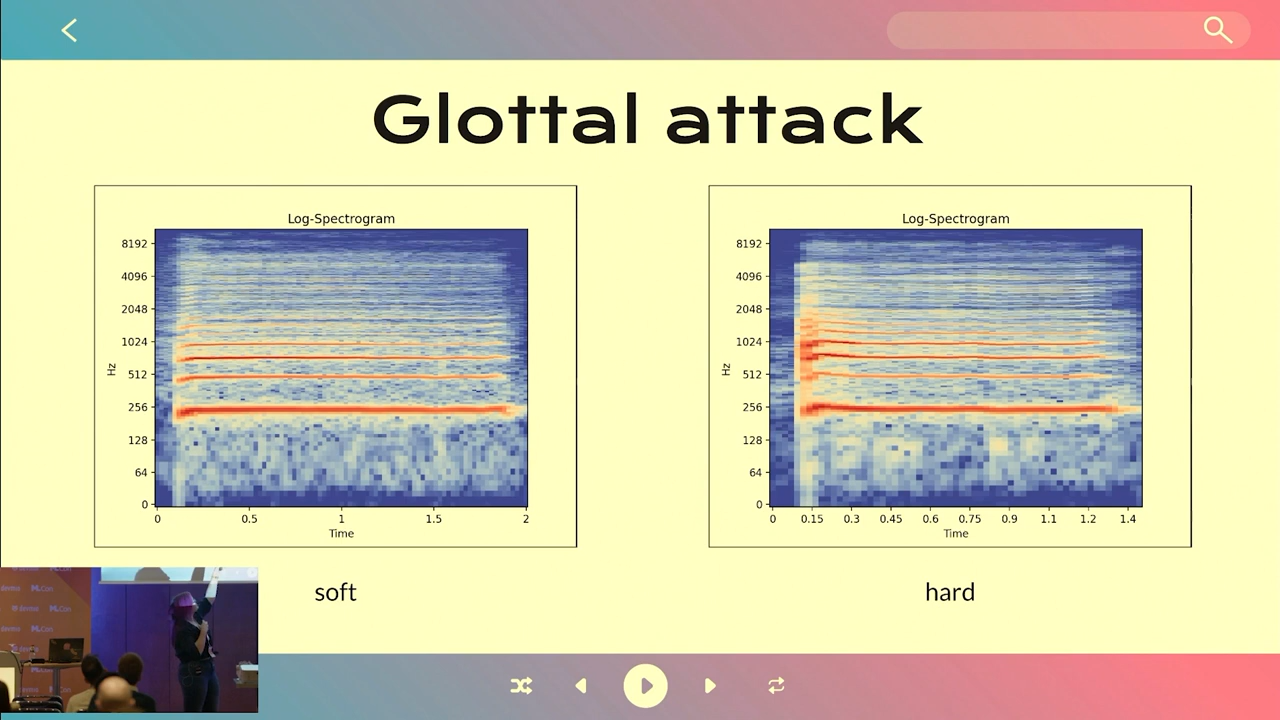 Glottal attack
Log-Spectrogram
8192
4096
2048
1024
512
256
128
64
0
Hz
0 0.5 1 1.5 2
Time
soft
Log-Spectrogram
8192
4096
2048
1024
512
256
128
64
0
Hz
0 0.15 0.3 0.45 0.6 0.75 0.9 1.1 1.2 1.4
Time
hard